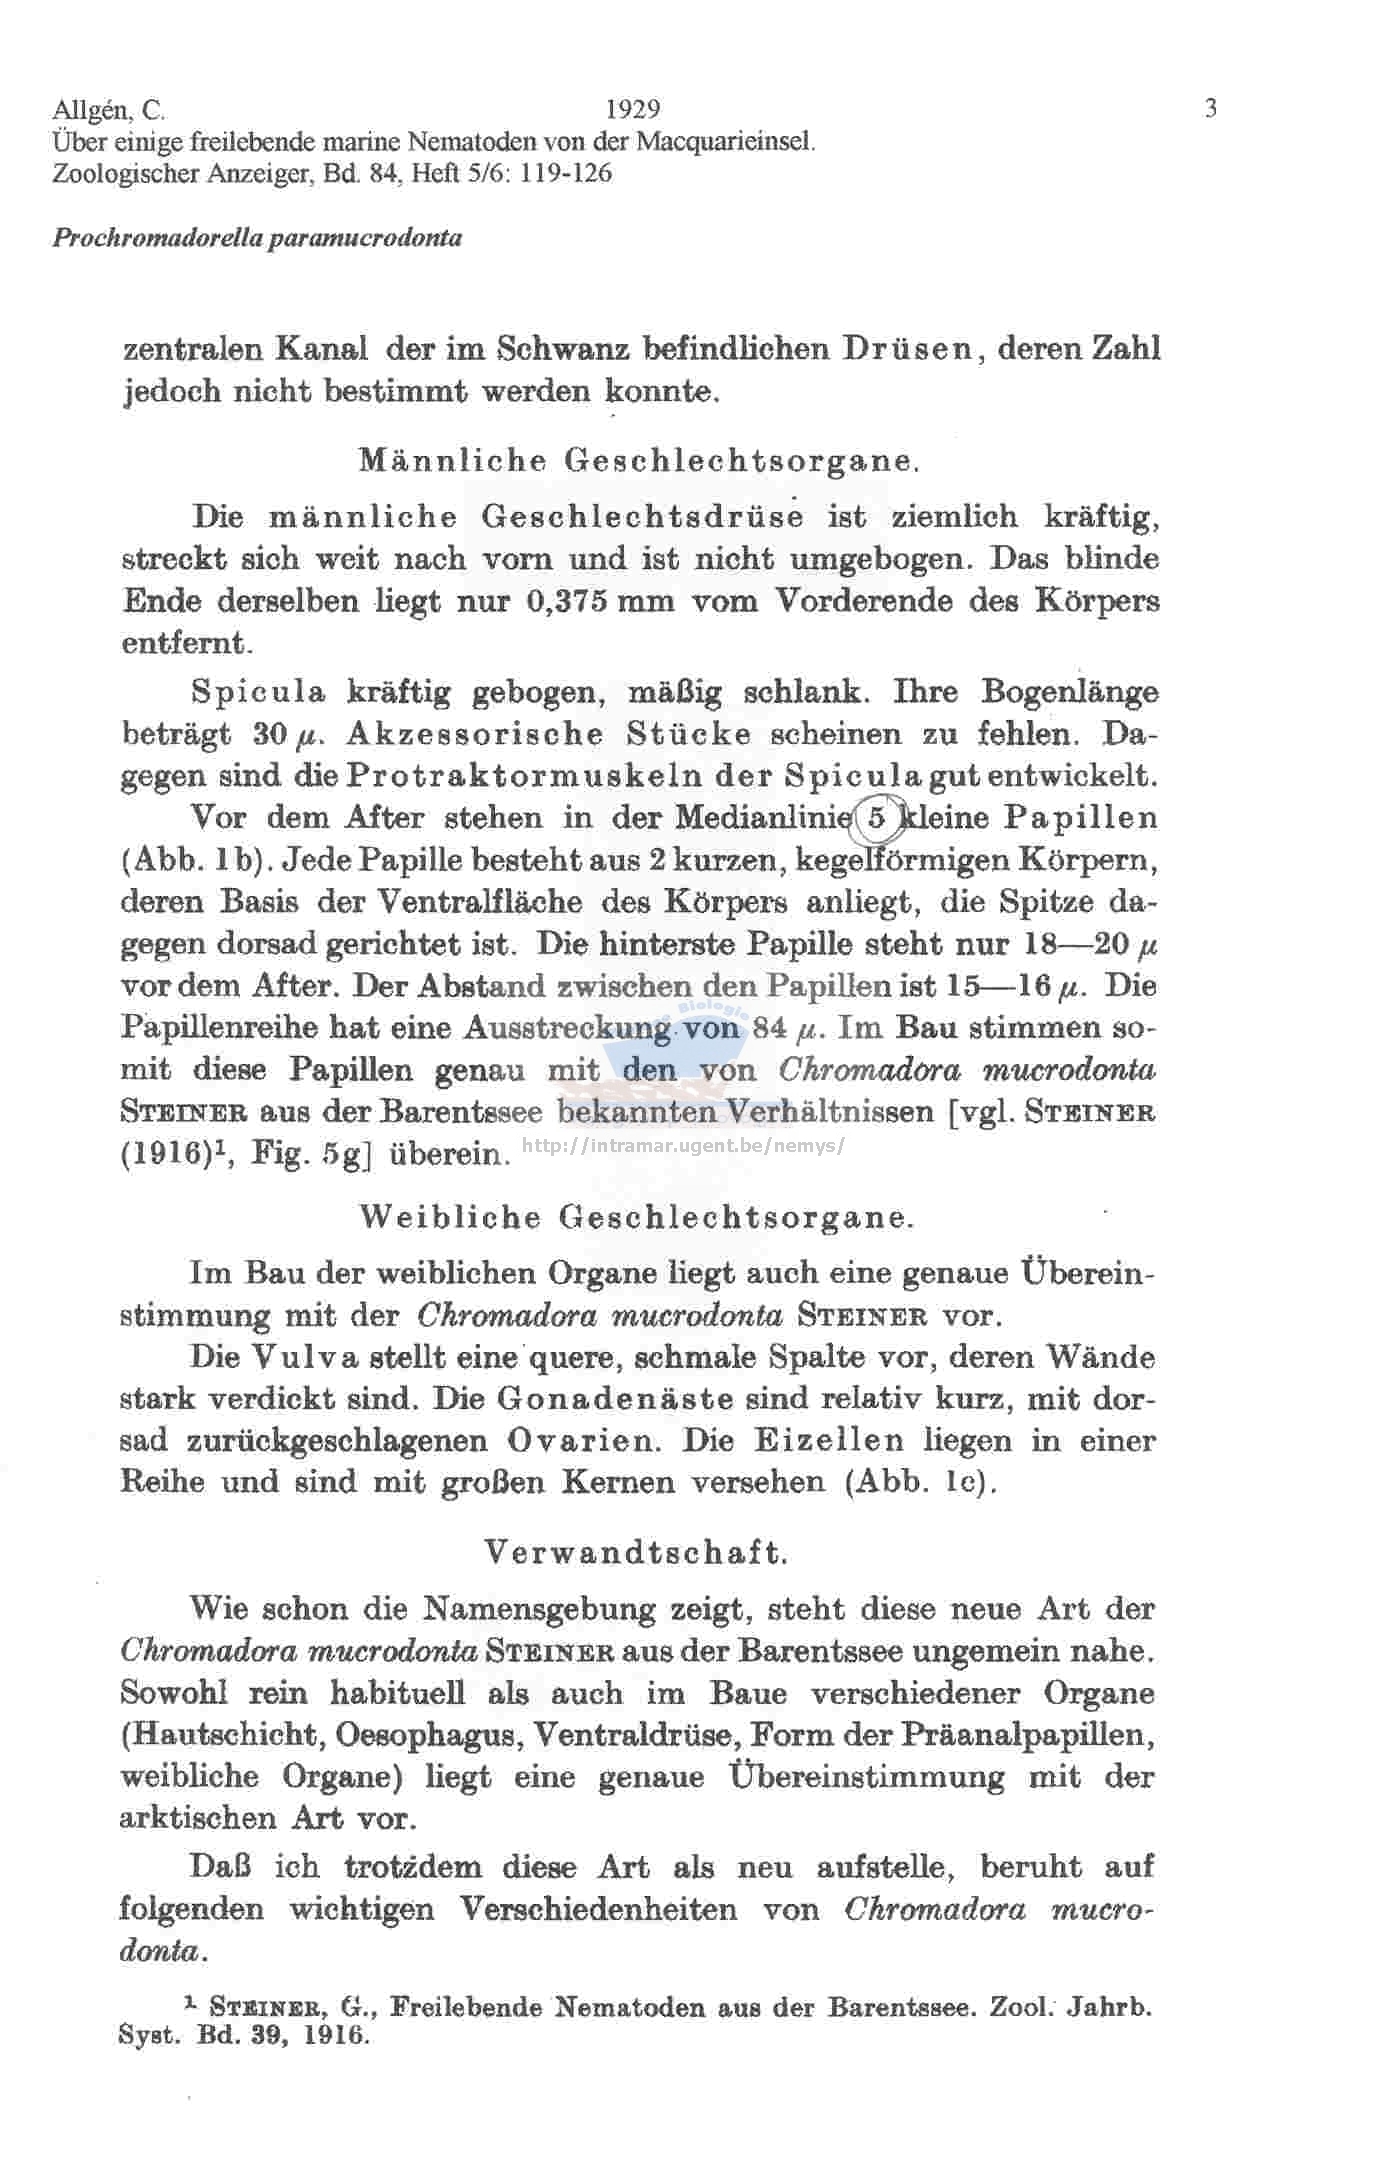 Allgén, C. 1929 3
Über einige freilebende marine Nematoden von der Macquarieinsel.
Zoologischer Anzeiger, Bd. 84, Heft 5/6: 119-126
Prochromadorella paramucrodonta
zentralen Kanal der im Schwanz befindlichen Drüsen, deren Zahl
jedoch nicht bestimmt werden konnte.
Männliche Geschlechtsorgane.
Die männliche Geschlechtsdrüse ist ziemlich kräftig,
streckt sich weit nach vorn und ist nicht umgebogen. Das blinde
Ende derselben liegt nur 0,375 mm vom Vorderende des Körpers
entfernt.
Spicula kräftig gebogen, mäßig schlank. Ihre Bogenlänge
beträgt 30 µ. Akzessorische Stücke scheinen zu fehlen. Da-
gegen sind die Protraktormuskeln der Spicula gut entwickelt.
Vor dem After stehen in der Medianlinie 5 kleine Papillen
(Abb. 1b). Jede Papille besteht aus 2 kurzen, kegelförmigen Körpern,
deren Basis der Ventralfläche des Körpers anliegt, die Spitze da-
gegen dorsad gerichtet ist. Die hinterste Papille steht nur 18—20 µ
vor dem After. Der Abstand zwischen den Papillen ist 15—16 µ. Die
Papillenreihe hat eine Ausstreckung von 84 µ. Im Bau stimmen so-
mit diese Papillen genau mit den von Chromadora mucrodonta
STEINER aus der Barentssee bekannten Verhältnissen [vgl. STEINER
(1916)¹, Fig. 5g] überein.
http://intramar.ugent.be/nemys/
Weibliche Geschlechtsorgane.
Im Bau der weiblichen Organe liegt auch eine genaue Überein-
stimmung mit der Chromadora mucrodonta STEINER vor.
Die Vulva stellt eine quere, schmale Spalte vor, deren Wände
stark verdickt sind. Die Gonadenäste sind relativ kurz, mit dor-
sad zurückgeschlagenen Ovarien. Die Eizellen liegen in einer
Reihe und sind mit großen Kernen versehen (Abb. 1c).
Verwandtschaft.
Wie schon die Namensgebung zeigt, steht diese neue Art der
Chromadora mucrodonta STEINER aus der Barentssee ungemein nahe.
Sowohl rein habituell als auch im Baue verschiedener Organe
(Hautschicht, Oesophagus, Ventraldrüse, Form der Präanalpapillen,
weibliche Organe) liegt eine genaue Übereinstimmung mit der
arktischen Art vor.
Daß ich trotzdem diese Art als neu aufstelle, beruht auf
folgenden wichtigen Verschiedenheiten von Chromadora mucro-
donta.
¹ STEINER, G., Freilebende Nematoden aus der Barentssee. Zool. Jahrb.
Syst. Bd. 39, 1916.